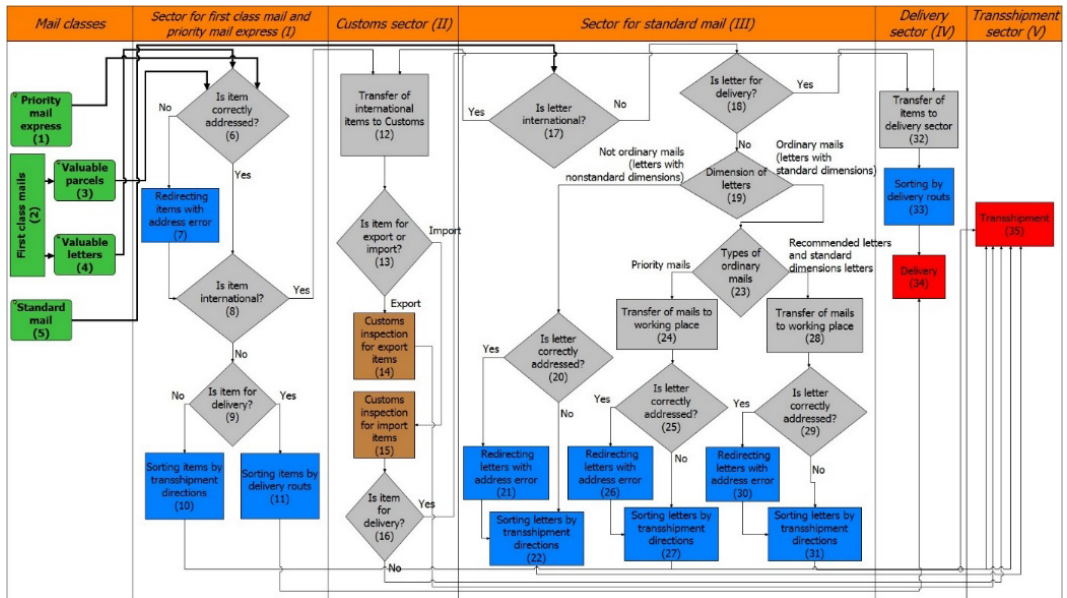 Mail classes
Sector for first class mail and
priority mail express (I)
Customs sector (II)
Sector for standard mail (III)
Delivery
sector (IV)
Transshipment
sector (V)
Priority
mail
express
(1)
First class mails
(2)
Valuable
parcels
(3)
Valuable
letters
(4)
Standard
mail
(5)
Is item
correctly
addressed?
(6)
No
Yes
Redirecting
items with
address error
(7)
Is item
international?
(8)
Yes
No
Is item for
delivery?
(9)
No
Yes
Sorting items by
transshipment
directions
(10)
Sorting items by
delivery routs
(11)
Transfer of
international
items to Customs
(12)
Is item for
export or
import?
(13)
Import
Export
Customs
inspection
for export
items
(14)
Customs
inspection
for import
items
(15)
Is item
for
delivery?
(16)
Yes
No
Is letter
international?
(17)
Yes
No
Is letter for
delivery?
(18)
Yes
No
Not ordinary mails
(letters with
nonstandard dimensions)
Ordinary mails
(letters with
standard dimensions)
Dimension of
letters
(19)
Types of
ordinary
mails
(23)
Priority mails
Recommended letters
and standard
dimensions letters
Is letter
correctly
addressed?
(20)
Yes
No
Redirecting
letters with
address error
(21)
Sorting letters by
transshipment
directions
(22)
Transfer of mails to
working place
(24)
Is letter
correctly
addressed?
(25)
Yes
No
Redirecting
letters with
address error
(26)
Sorting letters by
transshipment
directions
(27)
Transfer of mails to
working place
(28)
Is letter
correctly
addressed?
(29)
Yes
No
Redirecting
letters with
address error
(30)
Sorting letters by
transshipment
directions
(31)
Transfer of
items to
delivery sector
(32)
Sorting by
delivery routs
(33)
Delivery
(34)
Transshipment
(35)